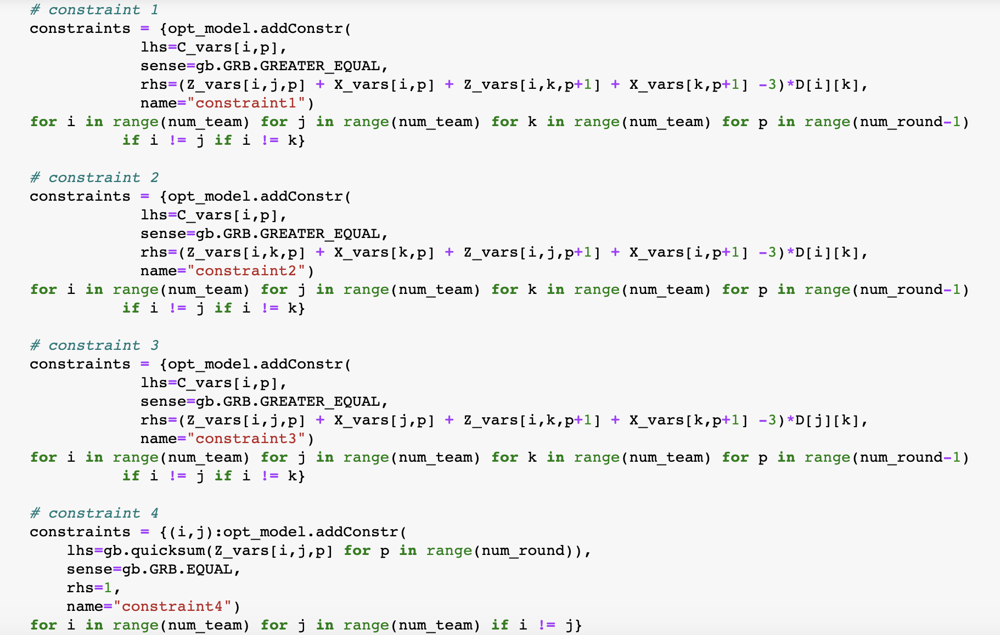 # constraint 1
constraints = {opt_model.addConstr(
            lhs=C_vars[i,p],
            sense=gb.GRB.GREATER_EQUAL,
            rhs=(Z_vars[i,j,p] + X_vars[i,p] + Z_vars[i,k,p+1] + X_vars[k,p+1] -3)*D[i][k],
            name="constraint1")
for i in range(num_team) for j in range(num_team) for k in range(num_team) for p in range(num_round-1)
          if i != j if i != k}

# constraint 2
constraints = {opt_model.addConstr(
            lhs=C_vars[i,p],
            sense=gb.GRB.GREATER_EQUAL,
            rhs=(Z_vars[i,k,p] + X_vars[k,p] + Z_vars[i,j,p+1] + X_vars[i,p+1] -3)*D[i][k],
            name="constraint2")
for i in range(num_team) for j in range(num_team) for k in range(num_team) for p in range(num_round-1)
          if i != j if i != k}

# constraint 3
constraints = {opt_model.addConstr(
            lhs=C_vars[i,p],
            sense=gb.GRB.GREATER_EQUAL,
            rhs=(Z_vars[i,j,p] + X_vars[j,p] + Z_vars[i,k,p+1] + X_vars[k,p+1] -3)*D[j][k],
            name="constraint3")
for i in range(num_team) for j in range(num_team) for k in range(num_team) for p in range(num_round-1)
          if i != j if i != k}

# constraint 4
constraints = {(i,j):opt_model.addConstr(
    lhs=gb.quicksum(Z_vars[i,j,p] for p in range(num_round)),
    sense=gb.GRB.EQUAL,
    rhs=1,
    name="constraint4")
for i in range(num_team) for j in range(num_team) if i != j}